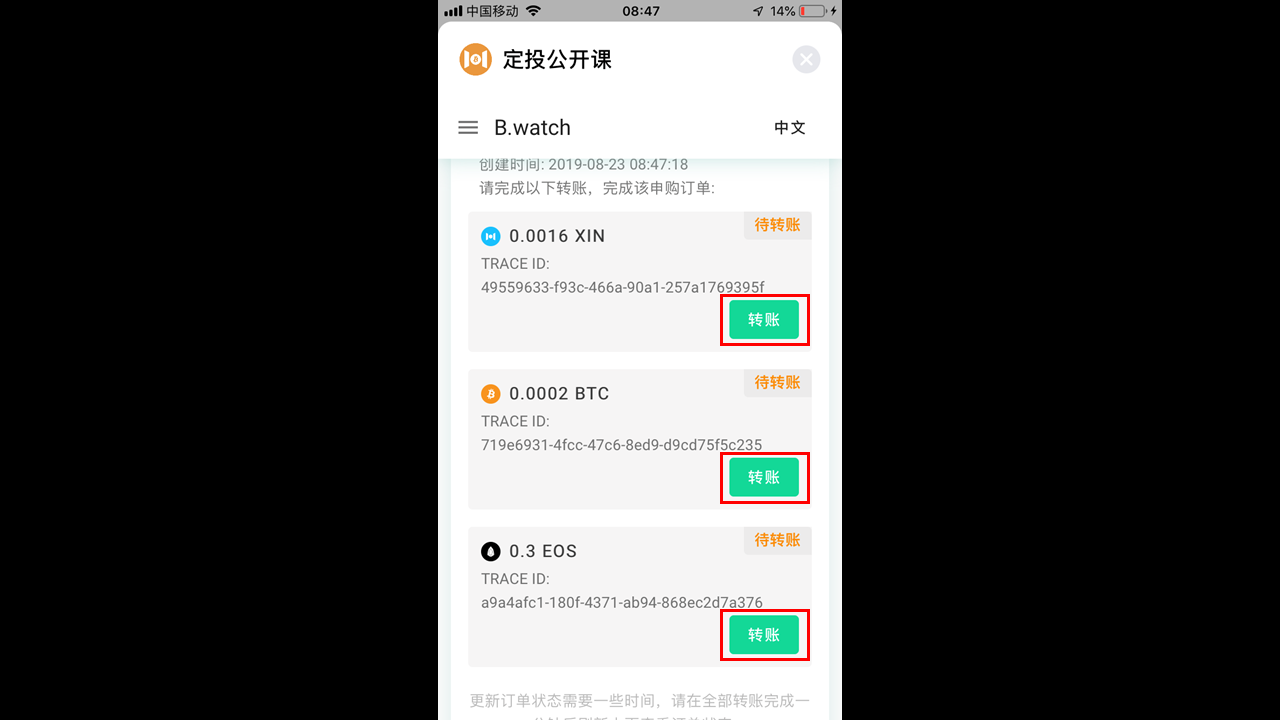 中国移动 08:47 14%
定投公开课
B.watch 中文
创建时间: 2019-08-23 08:47:18
请完成以下转账，完成该申购订单:
待转账
0.0016 XIN
TRACE ID:
49559633-f93c-466a-90a1-257a1769395f
转账
待转账
0.0002 BTC
TRACE ID:
719e6931-4fcc-47c6-8ed9-d9cd75f5c235
转账
待转账
0.3 EOS
TRACE ID:
a9a4afc1-180f-4371-ab94-868ec2d7a376
转账
更新订单状态需要一些时间，请在全部转账完成一